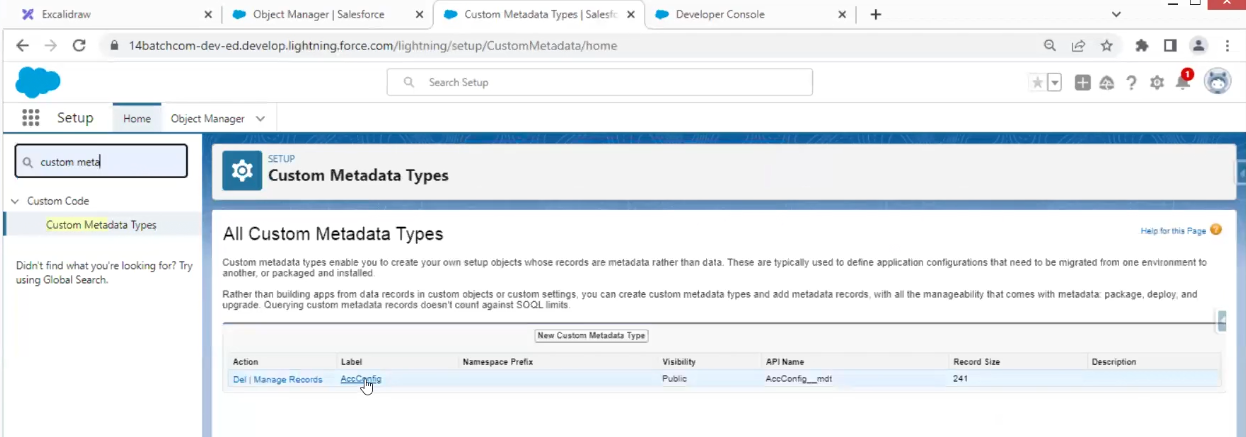 Excalidraw
Object Manager | Salesforce
Custom Metadata Types | Salesfo
Developer Console
14batchcom-dev-ed.develop.lightning.force.com/lightning/setup/CustomMetadata/home
Search Setup
1
Setup
Home
Object Manager
custom meta
Custom Code
Custom Metadata Types
Didn't find what you're looking for? Try
using Global Search.
SETUP
Custom Metadata Types
All Custom Metadata Types
Help for this Page
Custom metadata types enable you to create your own setup objects whose records are metadata rather than data. These are typically used to define application configurations that need to be migrated from one environment to
another, or packaged and installed.
Rather than building apps from data records in custom objects or custom settings, you can create custom metadata types and add metadata records, with all the manageability that comes with metadata: package, deploy, and
upgrade. Querying custom metadata records doesn't count against SOQL limits.
New Custom Metadata Type
Action Label Namespace Prefix Visibility API Name Record Size Description
Del | Manage Records AccConfig Public AccConfig__mdt 241